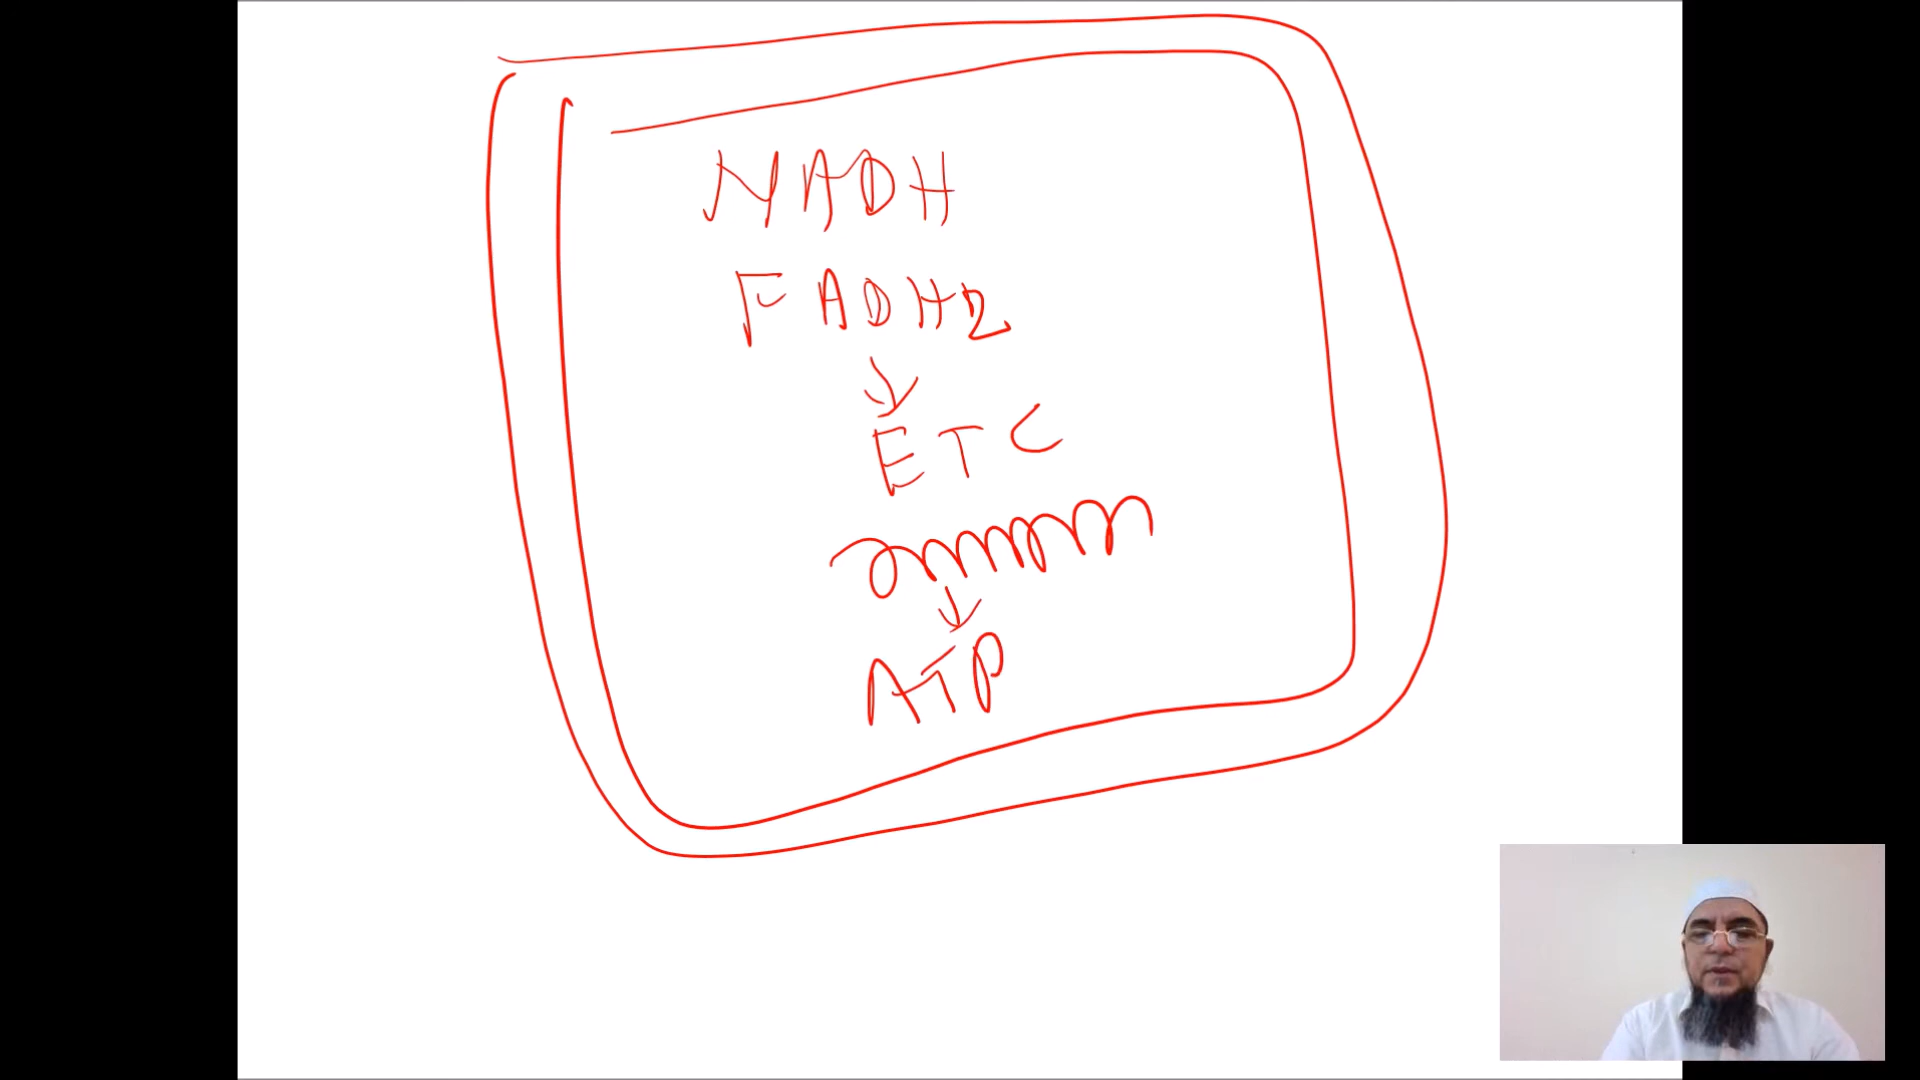 NADH
FADH2
↓
ETC
↓
ATP